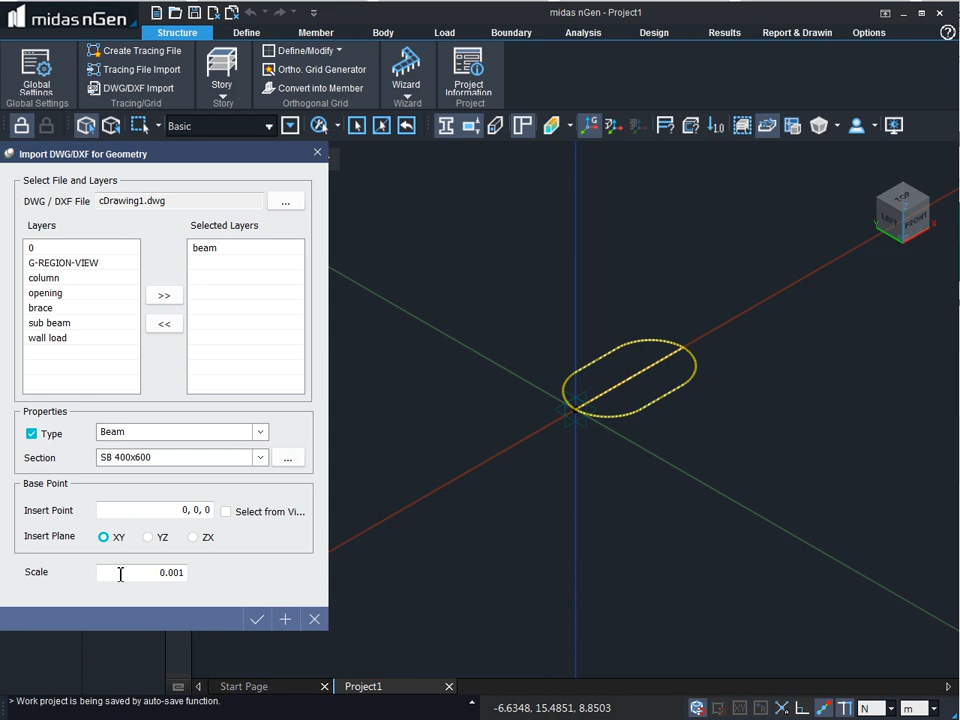 midas nGen
midas nGen - Project1
Structure
Define
Member
Body
Load
Boundary
Analysis
Design
Results
Report & Drawin
Options
Global Settings
Global Settings
Create Tracing File
Tracing File Import
DWG/DXF Import
Tracing/Grid
Story
Story
Define/Modify
Ortho. Grid Generator
Convert into Member
Orthogonal Grid
Wizard
Wizard
Project Information
Project
Basic
1.0
Import DWG/DXF for Geometry
Select File and Layers
DWG / DXF File cDrawing1.dwg ...
Layers
Selected Layers
0
G-REGION-VIEW
column
opening
brace
sub beam
wall load
beam
>>
<<
Properties
Type Beam
Section SB 400x600 ...
Base Point
Insert Point 0, 0, 0 Select from Vi...
Insert Plane XY YZ ZX
Scale 0.001
TOP
LEFT
FRONT
Z
Y
X
Start Page
Project1
> Work project is being saved by auto-save function.
-6.6348, 15.4851, 8.8503
N
m